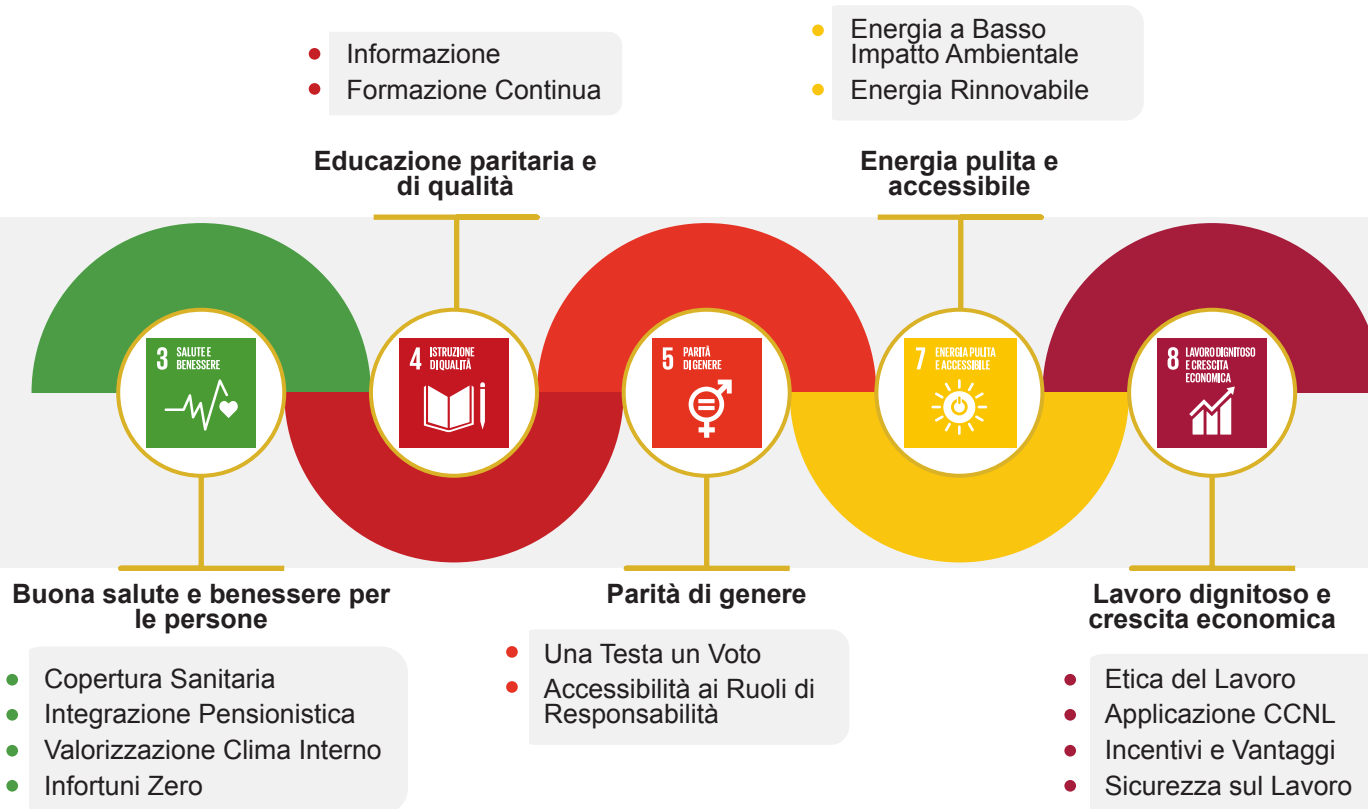 Informazione
Formazione Continua
Energia a Basso
Impatto Ambientale
Energia Rinnovabile
Educazione paritaria e
di qualità
Energia pulita e
accessibile
3 SALUTE E
BENESSERE
4 ISTRUZIONE
DI QUALITÀ
5 PARITÀ
DI GENERE
7 ENERGIA PULITA
E ACCESSIBILE
8 LAVORO DIGNITOSO
E CRESCITA
ECONOMICA
Buona salute e benessere per
le persone
Copertura Sanitaria
Integrazione Pensionistica
Valorizzazione Clima Interno
Infortuni Zero
Parità di genere
Una Testa un Voto
Accessibilità ai Ruoli di
Responsabilità
Lavoro dignitoso e
crescita economica
Etica del Lavoro
Applicazione CCNL
Incentivi e Vantaggi
Sicurezza sul Lavoro